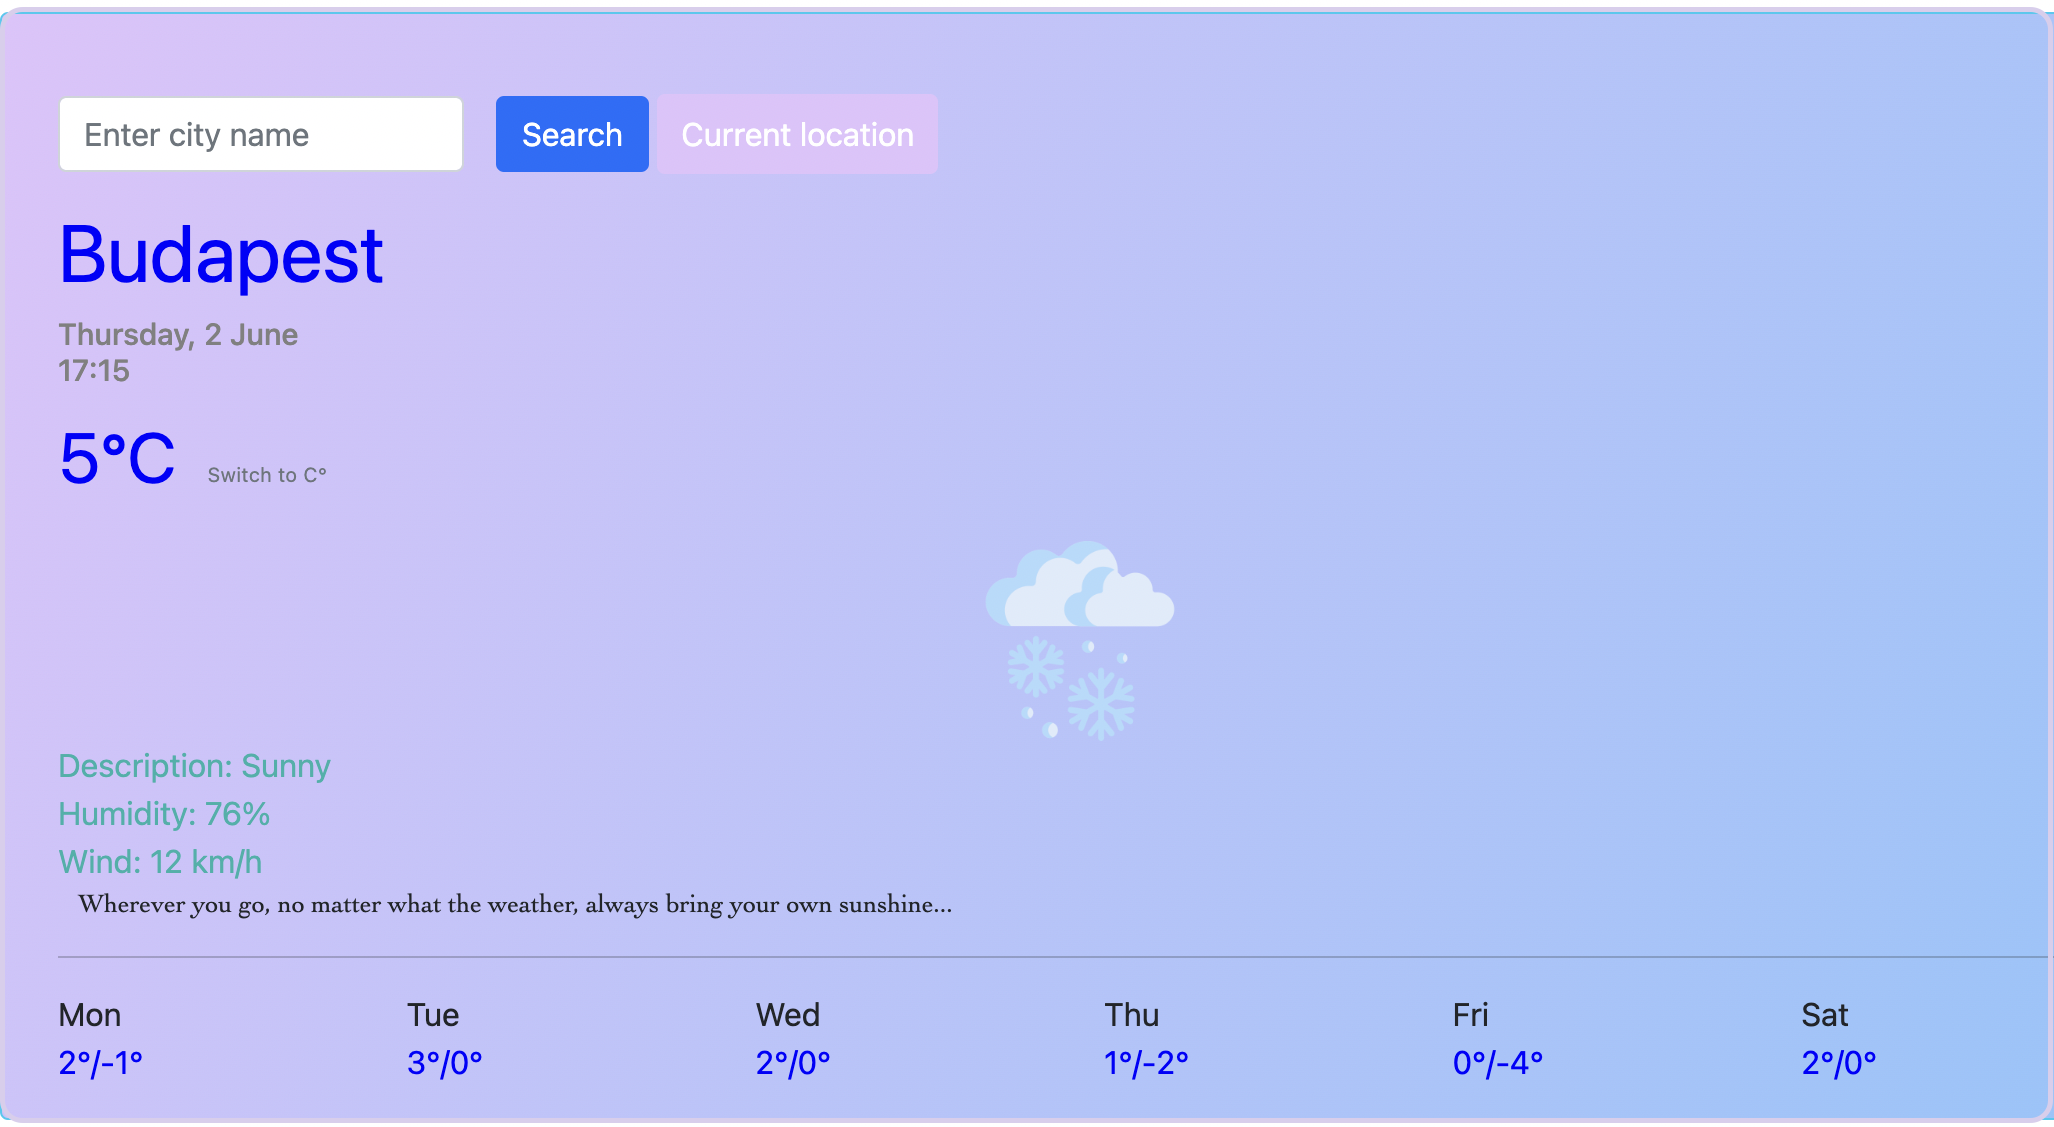 Enter city name
Search
Current location
Budapest
Thursday, 2 June
17:15
5°C
Switch to C°
Description: Sunny
Humidity: 76%
Wind: 12 km/h
Wherever you go, no matter what the weather, always bring your own sunshine...
Mon
2°/-1°
Tue
3°/0°
Wed
2°/0°
Thu
1°/-2°
Fri
0°/-4°
Sat
2°/0°